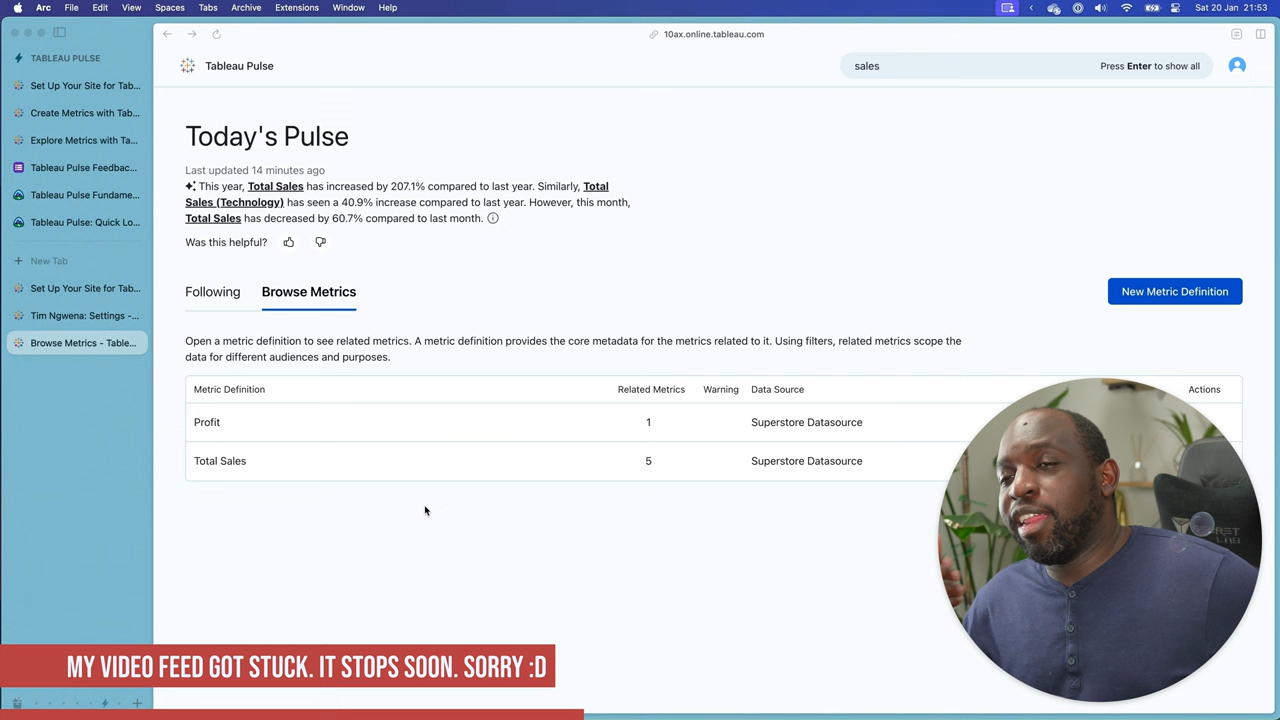 Arc File Edit View Spaces Tabs Archive Extensions Window Help Sat 20 Jan 21:53
TABLEAU PULSE
Set Up Your Site for Tab...
Create Metrics with Tab...
Explore Metrics with Ta...
Tableau Pulse Feedbac...
Tableau Pulse Fundame...
Tableau Pulse: Quick Lo...
New Tab
Set Up Your Site for Tab...
Tim Ngwena: Settings -...
Browse Metrics - Table...
10ax.online.tableau.com
Tableau Pulse
sales Press Enter to show all
Today's Pulse
Last updated 14 minutes ago
This year, Total Sales has increased by 207.1% compared to last year. Similarly, Total
Sales (Technology) has seen a 40.9% increase compared to last year. However, this month,
Total Sales has decreased by 60.7% compared to last month.
Was this helpful?
Following Browse Metrics
New Metric Definition
Open a metric definition to see related metrics. A metric definition provides the core metadata for the metrics related to it. Using filters, related metrics scope the
data for different audiences and purposes.
Metric Definition Related Metrics Warning Data Source Actions
Profit 1 Superstore Datasource
Total Sales 5 Superstore Datasource
MY VIDEO FEED GOT STUCK. IT STOPS SOON. SORRY :D